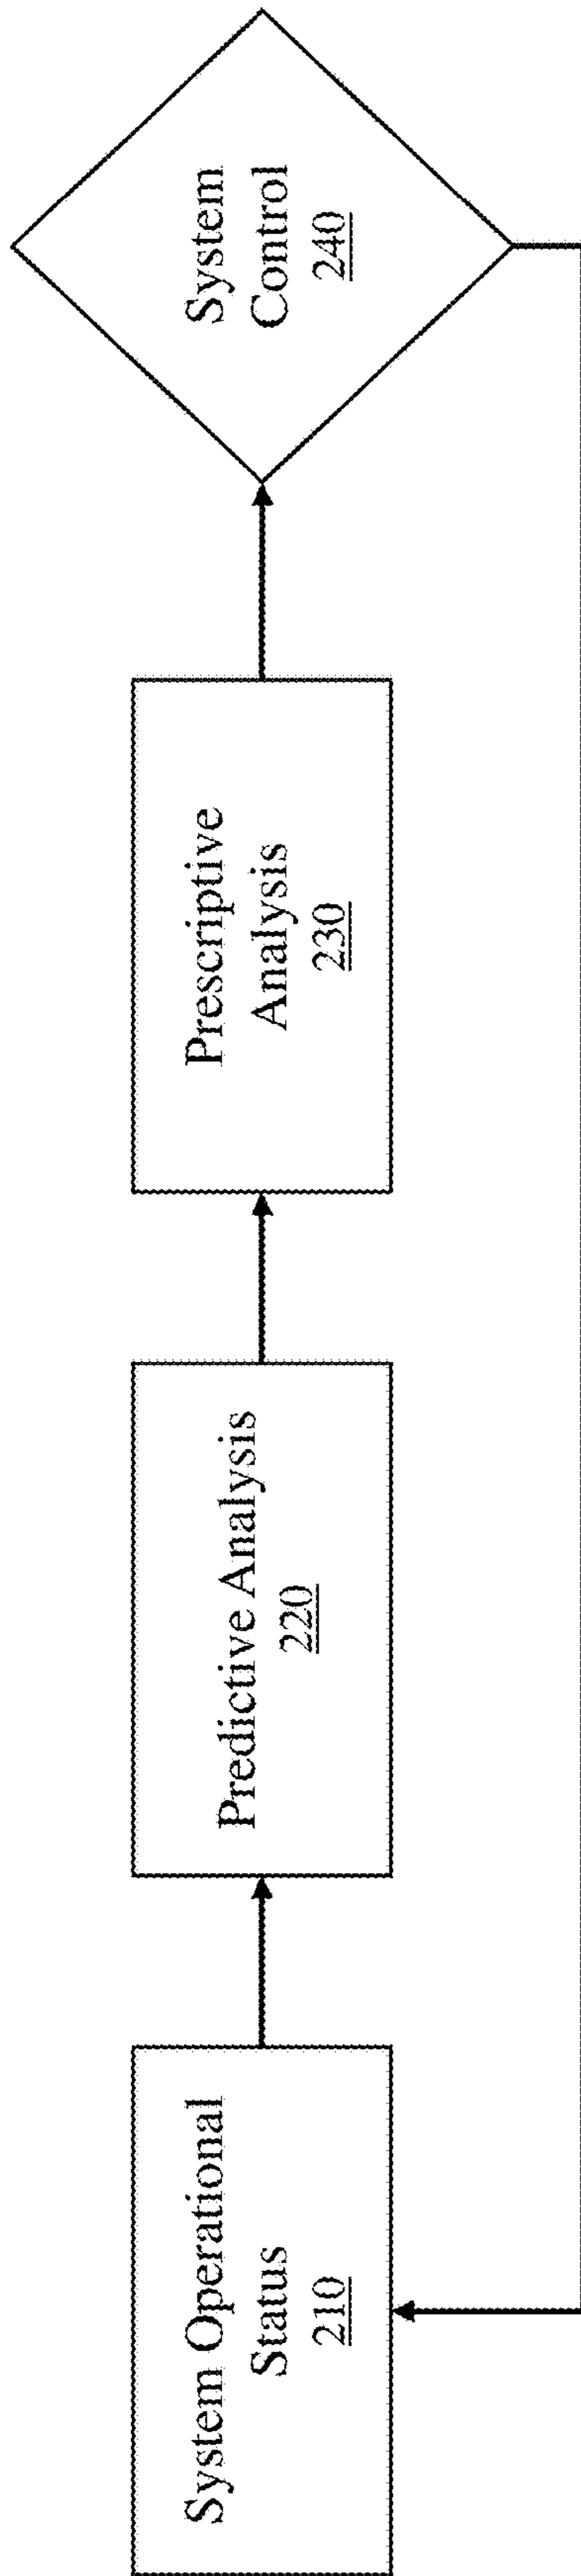 System Operational
Status
210
Predictive Analysis
220
Prescriptive
Analysis
230
System
Control
240